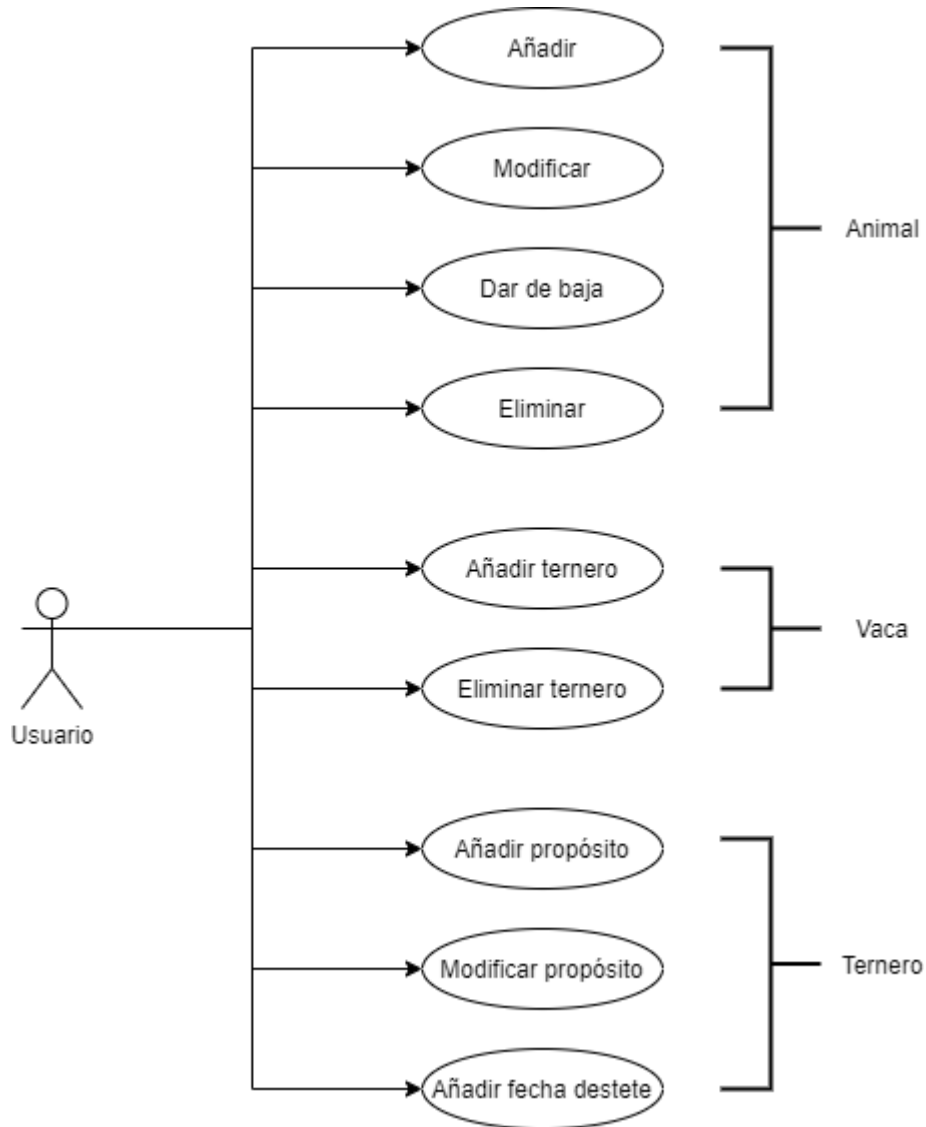 Añadir
Modificar
Dar de baja
Eliminar
Animal
Añadir ternero
Eliminar ternero
Vaca
Usuario
Añadir propósito
Modificar propósito
Añadir fecha destete
Ternero